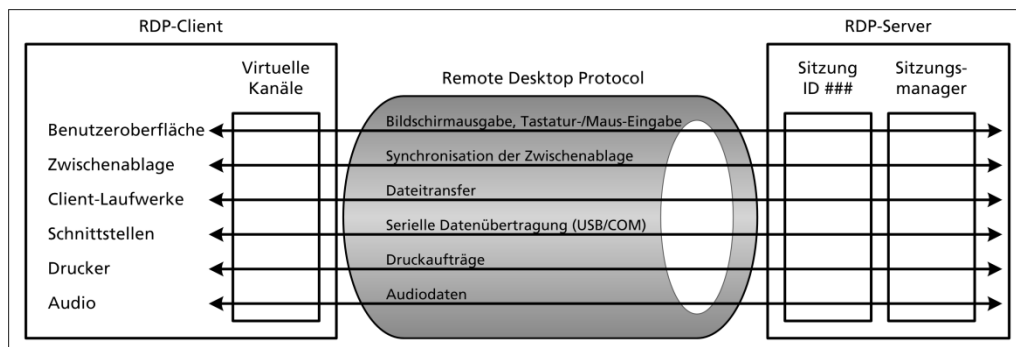 RDP-Client
RDP-Server
Virtuelle
Kanäle
Remote Desktop Protocol
Sitzung
ID ###
Sitzungs-
manager
Benutzeroberfläche
Bildschirmausgabe, Tastatur-/Maus-Eingabe
Zwischenablage
Synchronisation der Zwischenablage
Client-Laufwerke
Dateitransfer
Schnittstellen
Serielle Datenübertragung (USB/COM)
Drucker
Druckaufträge
Audio
Audiodaten